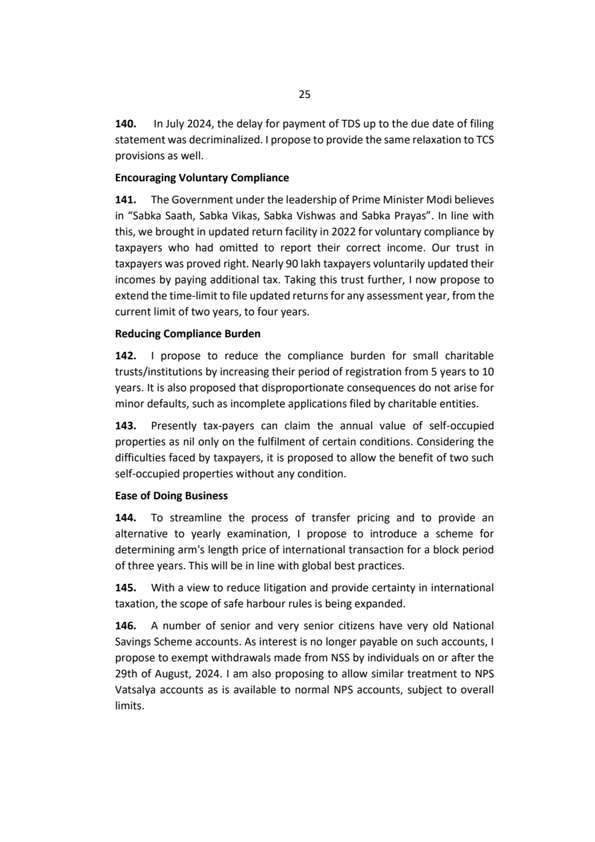 25
140. In July 2024, the delay for payment of TDS up to the due date of filing
statement was decriminalized. I propose to provide the same relaxation to TCS
provisions as well.
Encouraging Voluntary Compliance
141. The Government under the leadership of Prime Minister Modi believes
in “Sabka Saath, Sabka Vikas, Sabka Vishwas and Sabka Prayas”. In line with
this, we brought in updated return facility in 2022 for voluntary compliance by
taxpayers who had omitted to report their correct income. Our trust in
taxpayers was proved right. Nearly 90 lakh taxpayers voluntarily updated their
incomes by paying additional tax. Taking this trust further, I now propose to
extend the time-limit to file updated returns for any assessment year, from the
current limit of two years, to four years.
Reducing Compliance Burden
142. I propose to reduce the compliance burden for small charitable
trusts/institutions by increasing their period of registration from 5 years to 10
years. It is also proposed that disproportionate consequences do not arise for
minor defaults, such as incomplete applications filed by charitable entities.
143. Presently tax-payers can claim the annual value of self-occupied
properties as nil only on the fulfilment of certain conditions. Considering the
difficulties faced by taxpayers, it is proposed to allow the benefit of two such
self-occupied properties without any condition.
Ease of Doing Business
144. To streamline the process of transfer pricing and to provide an
alternative to yearly examination, I propose to introduce a scheme for
determining arm's length price of international transaction for a block period
of three years. This will be in line with global best practices.
145. With a view to reduce litigation and provide certainty in international
taxation, the scope of safe harbour rules is being expanded.
146. A number of senior and very senior citizens have very old National
Savings Scheme accounts. As interest is no longer payable on such accounts, I
propose to exempt withdrawals made from NSS by individuals on or after the
29th of August, 2024. I am also proposing to allow similar treatment to NPS
Vatsalya accounts as is available to normal NPS accounts, subject to overall
limits.